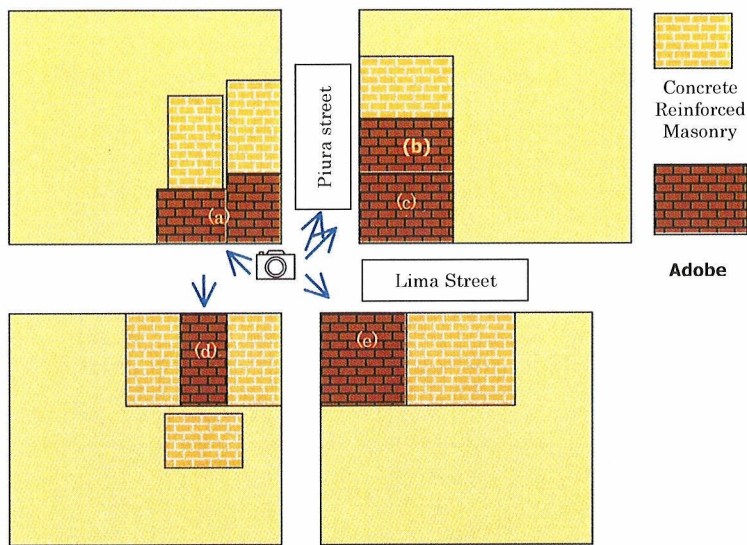 Piura street
(b)
(a)
(c)
Concrete
Reinforced
Masonry
Adobe
Lima Street
(d)
(e)